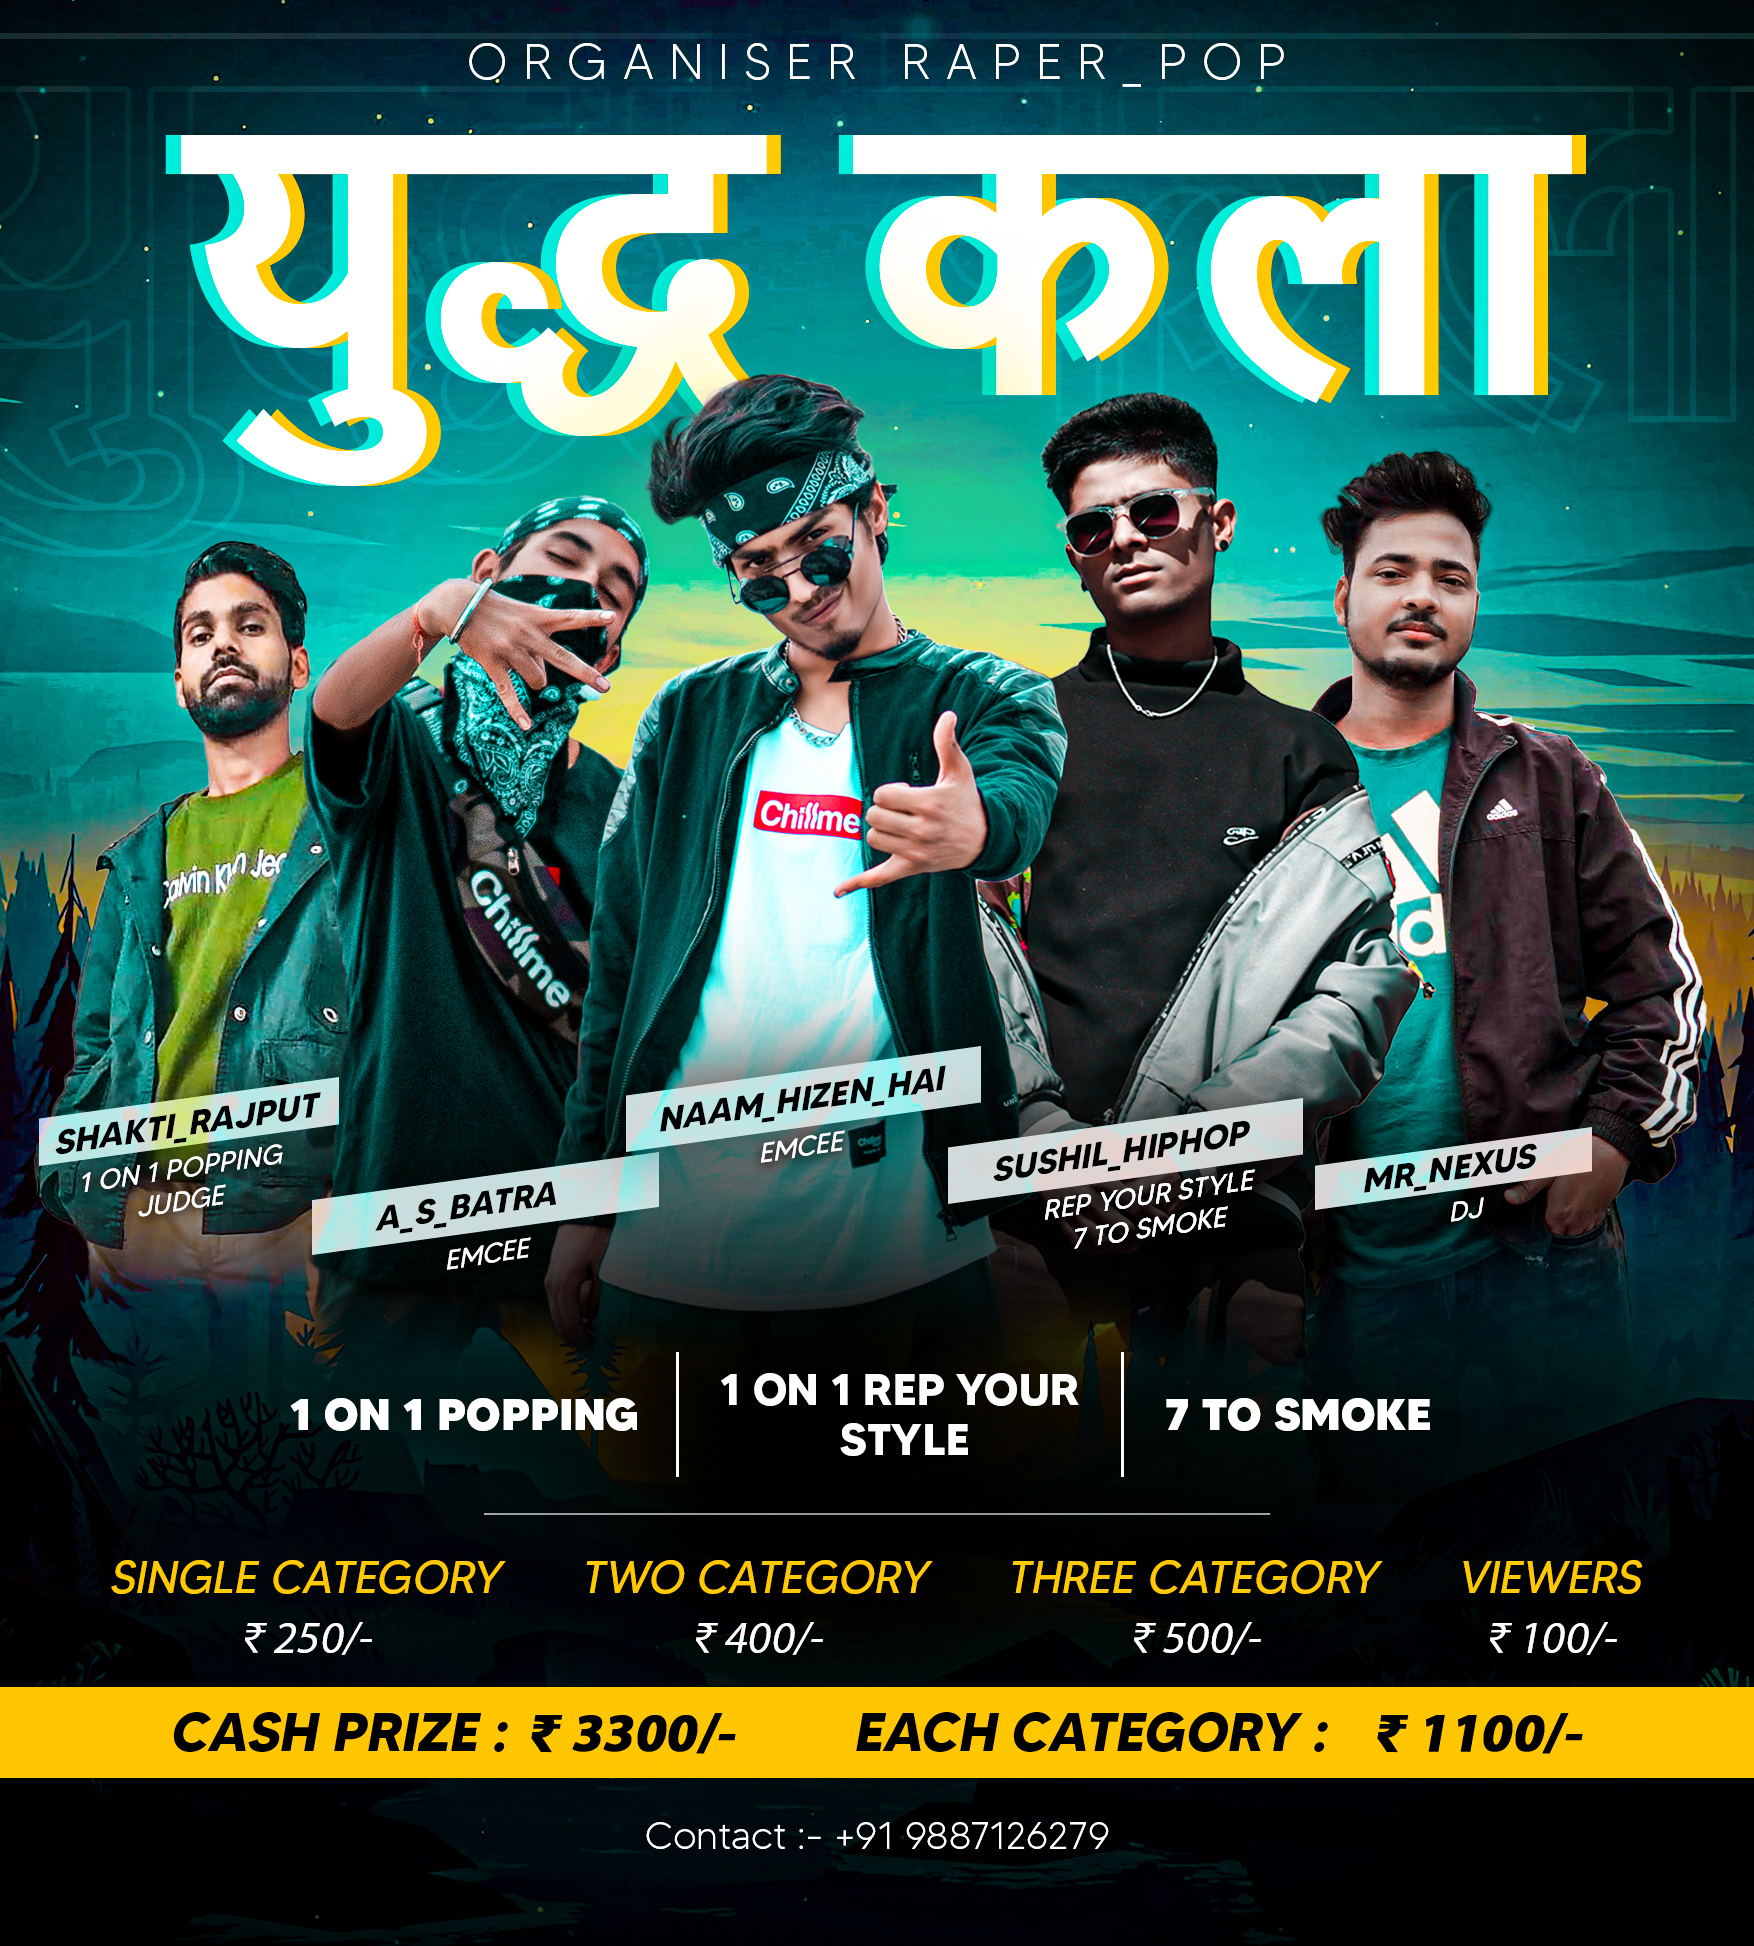 ORGANISER RAPER_POP
युद्ध कला
Chillme
Chillme
adidas
SHAKTI_RAJPUT
1 ON 1 POPPING
JUDGE
A_S_BATRA
EMCEE
NAAM_HIZEN_HAI
EMCEE
SUSHIL_HIPHOP
REP YOUR STYLE
7 TO SMOKE
MR_NEXUS
DJ
1 ON 1 POPPING
1 ON 1 REP YOUR
STYLE
7 TO SMOKE
SINGLE CATEGORY TWO CATEGORY THREE CATEGORY VIEWERS
₹ 250/- ₹ 400/- ₹ 500/- ₹ 100/-
CASH PRIZE : ₹ 3300/- EACH CATEGORY : ₹ 1100/-
Contact :- +91 9887126279